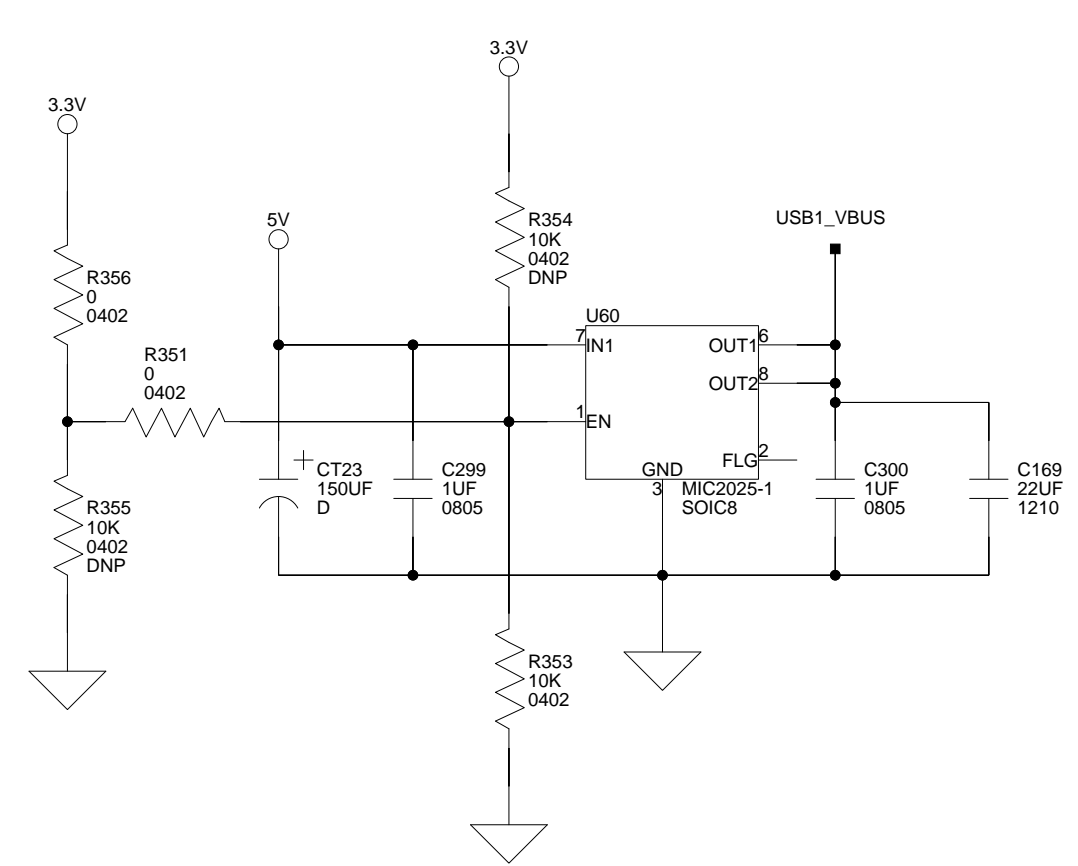 3.3V
3.3V
5V
USB1_VBUS
R354
10K
0402
DNP
R356
0
0402
R351
0
0402
U60
7
IN1
OUT1
6
OUT2
8
1
EN
FLG
2
GND
3
MIC2025-1
SOIC8
CT23
150UF
D
C299
1UF
0805
C300
1UF
0805
C169
22UF
1210
R355
10K
0402
DNP
R353
10K
0402